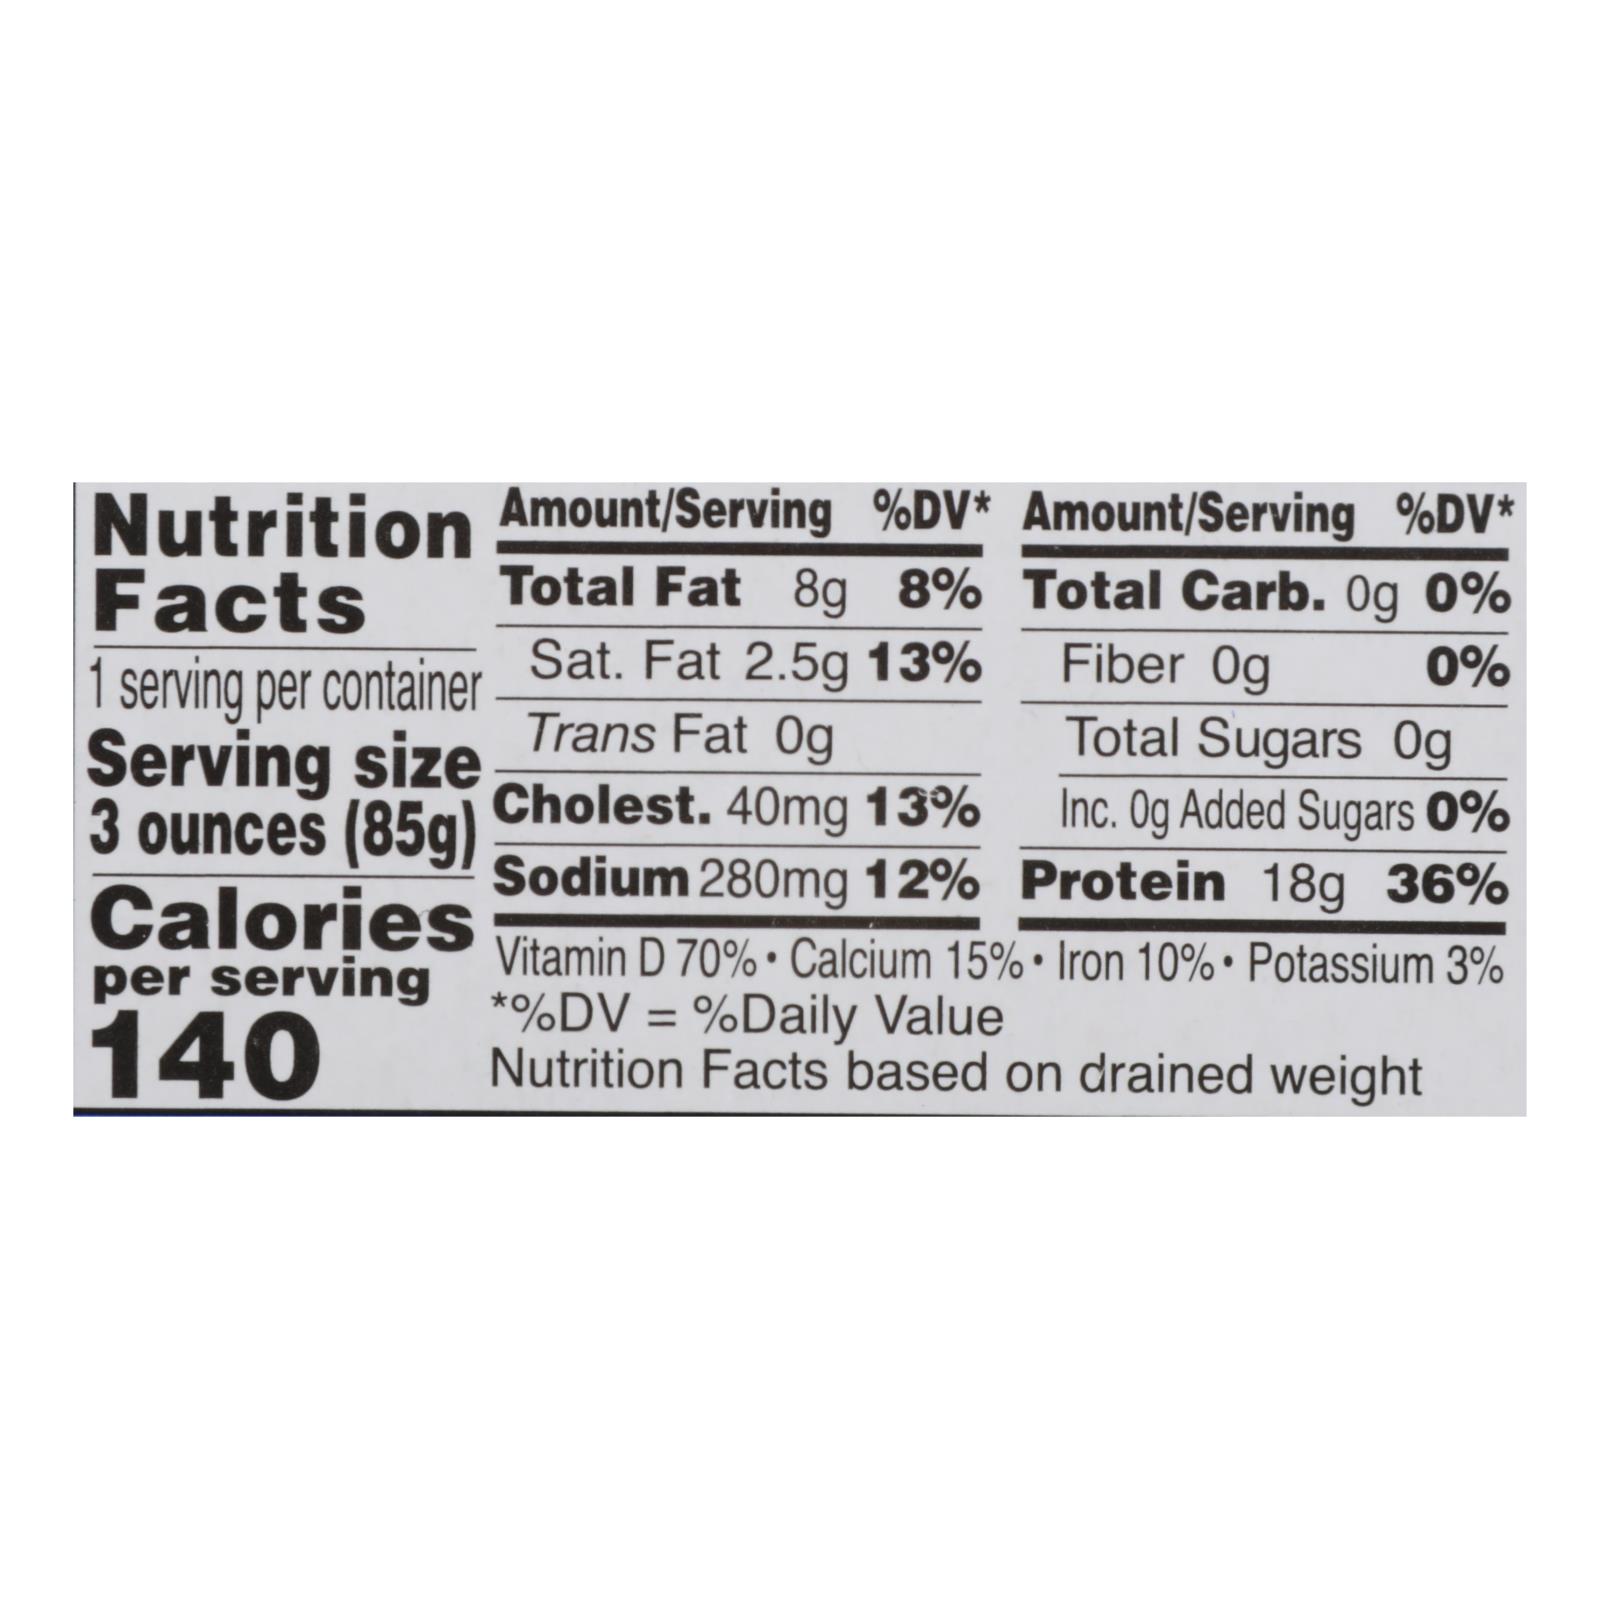 Nutrition
Facts
1 serving per container
Serving size
3 ounces (85g)
Calories
per serving
140
Amount/Serving %DV*
Total Fat 8g 8%
Sat. Fat 2.5g 13%
Trans Fat 0g
Cholest. 40mg 13%
Sodium 280mg 12%
Amount/Serving %DV*
Total Carb. 0g 0%
Fiber 0g 0%
Total Sugars 0g
Inc. 0g Added Sugars 0%
Protein 18g 36%
Vitamin D 70% • Calcium 15% • Iron 10% • Potassium 3%
*%DV = %Daily Value
Nutrition Facts based on drained weight